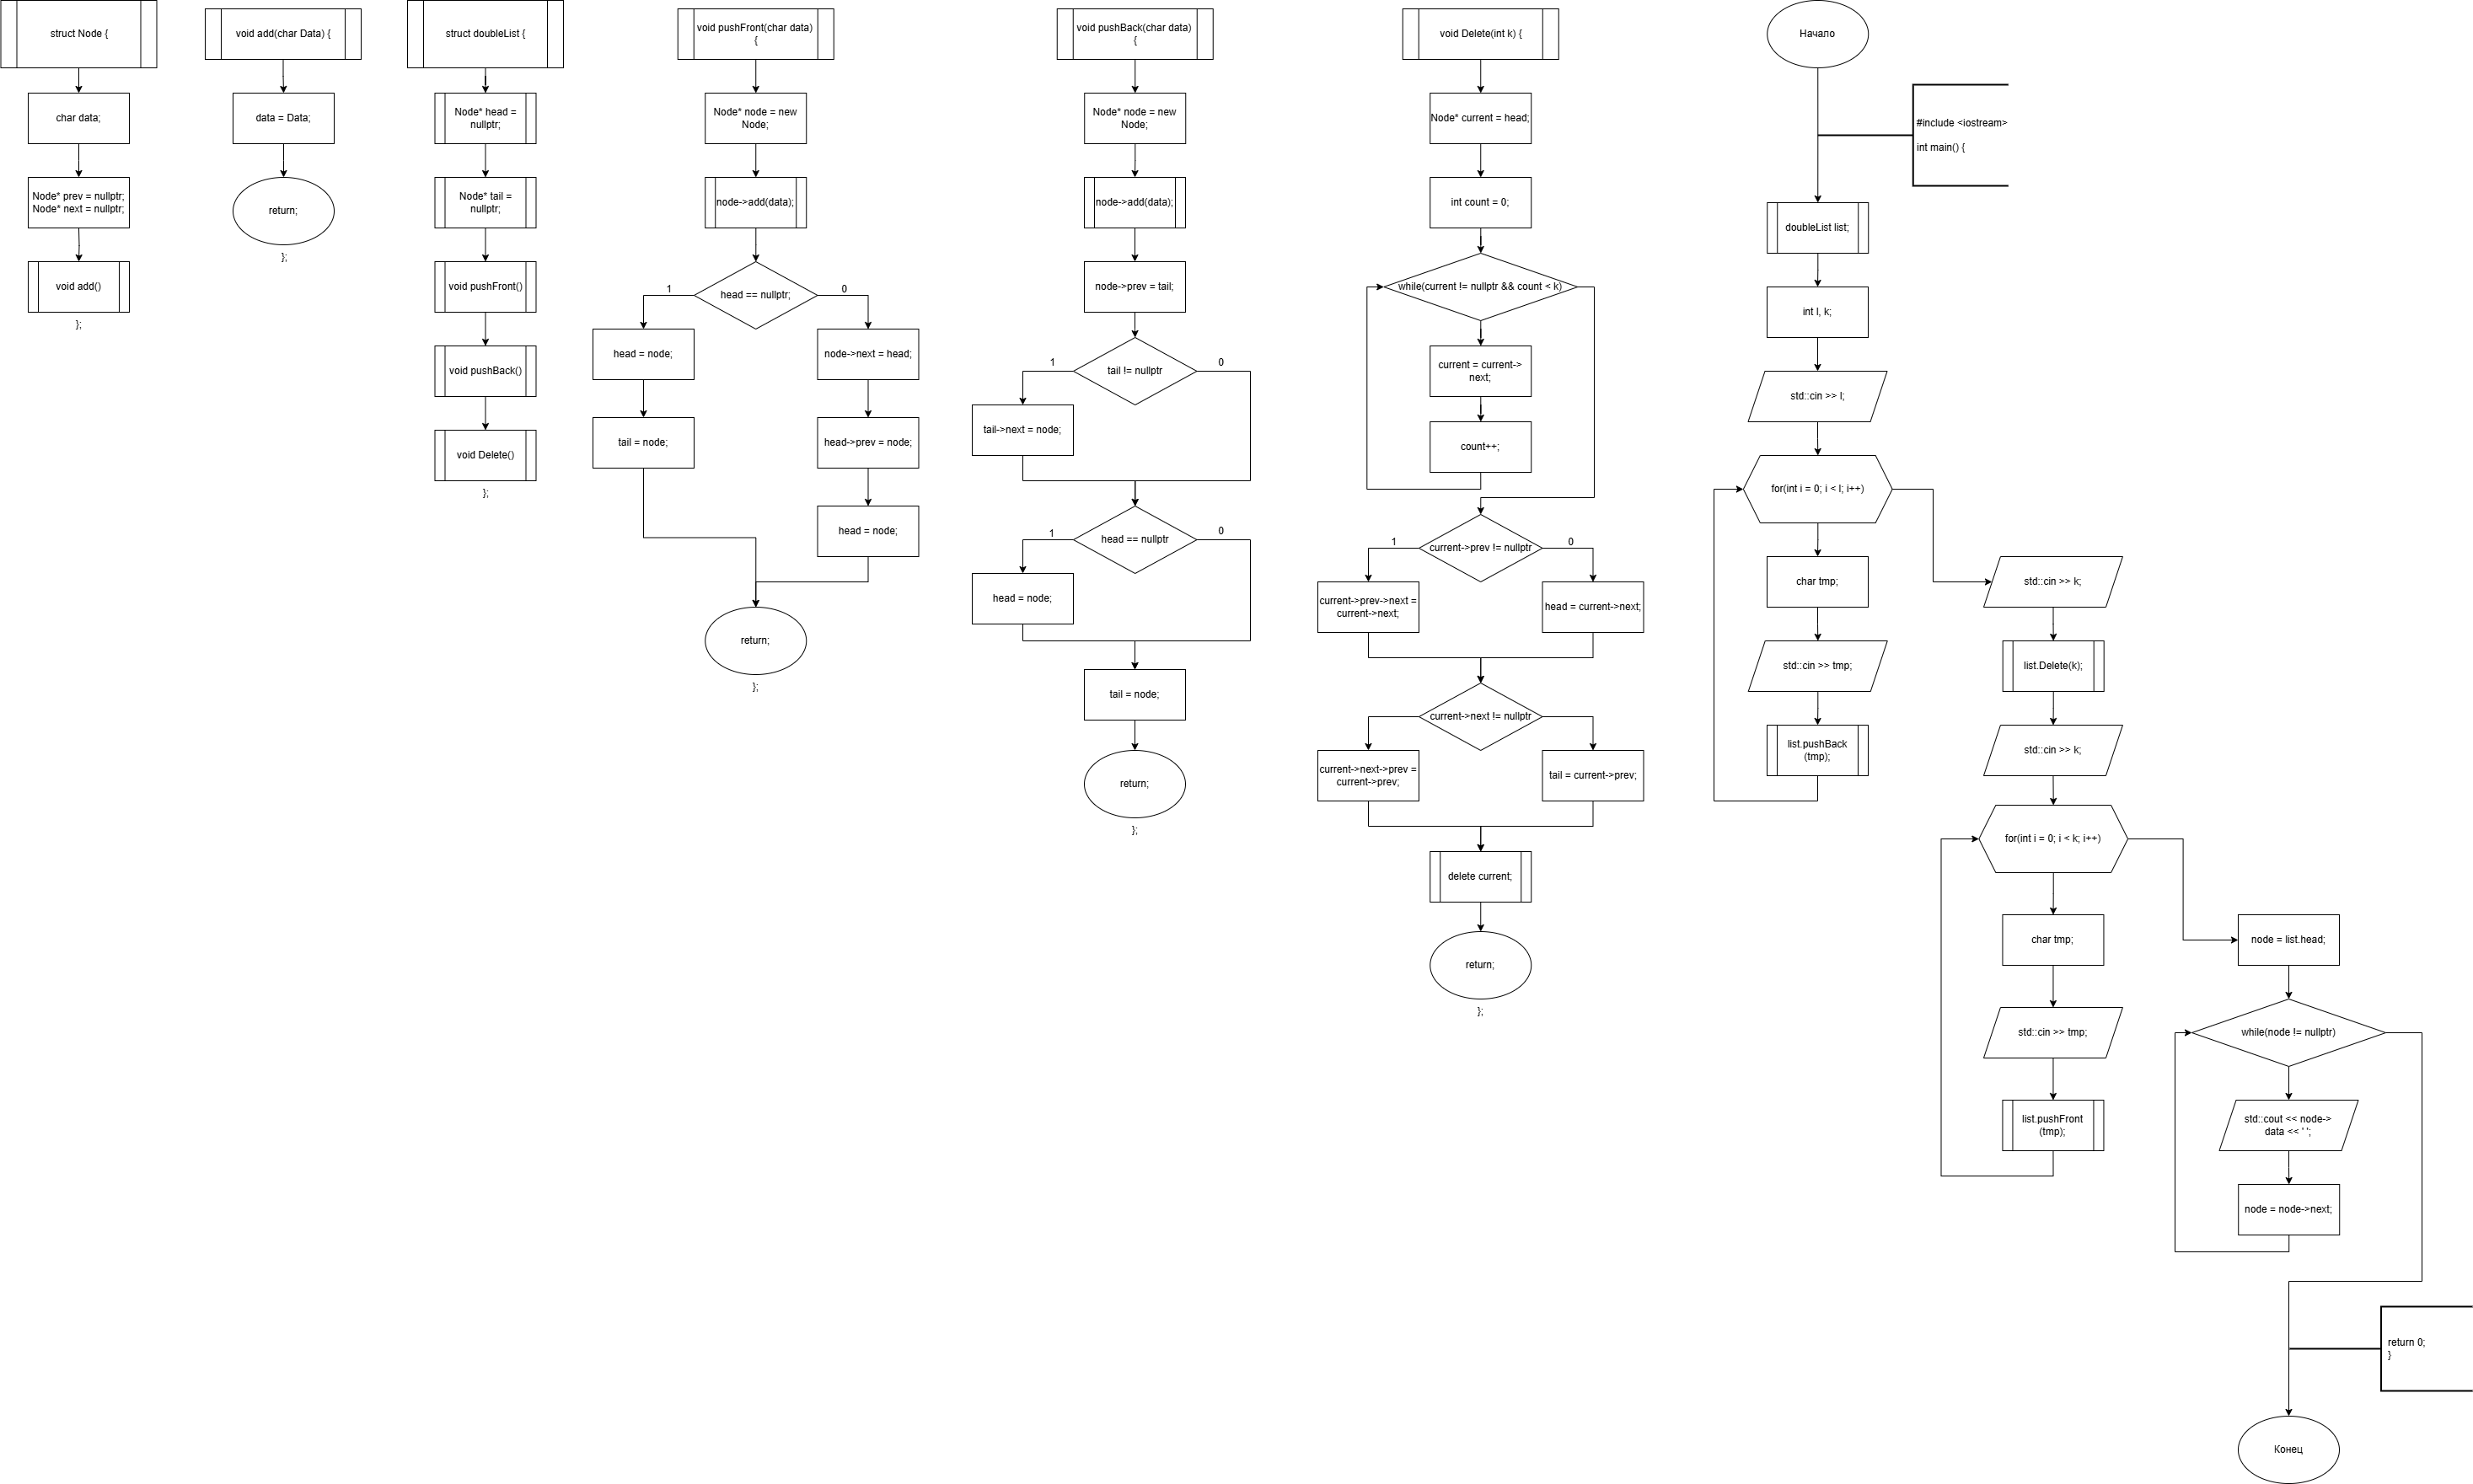 struct Node {
char data;
Node* prev = nullptr;
Node* next = nullptr;
void add()
};
void add(char Data) {
data = Data;
return;
};
struct doubleList {
Node* head =
nullptr;
Node* tail =
nullptr;
void pushFront()
void pushBack()
void Delete()
};
void pushFront(char data)
{
Node* node = new
Node;
node->add(data);
head == nullptr;
1
0
head = node;
tail = node;
node->next = head;
head->prev = node;
head = node;
return;
};
void pushBack(char data)
{
Node* node = new
Node;
node->add(data);
node->prev = tail;
tail != nullptr
1
0
tail->next = node;
head == nullptr
1
0
head = node;
tail = node;
return;
};
void Delete(int k) {
Node* current = head;
int count = 0;
while(current != nullptr && count < k)
current = current->
next;
count++;
current->prev != nullptr
1
0
current->prev->next =
current->next;
head = current->next;
current->next != nullptr
current->next->prev =
current->prev;
tail = current->prev;
delete current;
return;
};
Начало
#include <iostream>
int main() {
doubleList list;
int l, k;
std::cin >> l;
for(int i = 0; i < l; i++)
char tmp;
std::cin >> tmp;
list.pushBack
(tmp);
std::cin >> k;
list.Delete(k);
std::cin >> k;
for(int i = 0; i < k; i++)
char tmp;
std::cin >> tmp;
list.pushFront
(tmp);
node = list.head;
while(node != nullptr)
std::cout << node->
data << ' ';
node = node->next;
return 0;
}
Конец